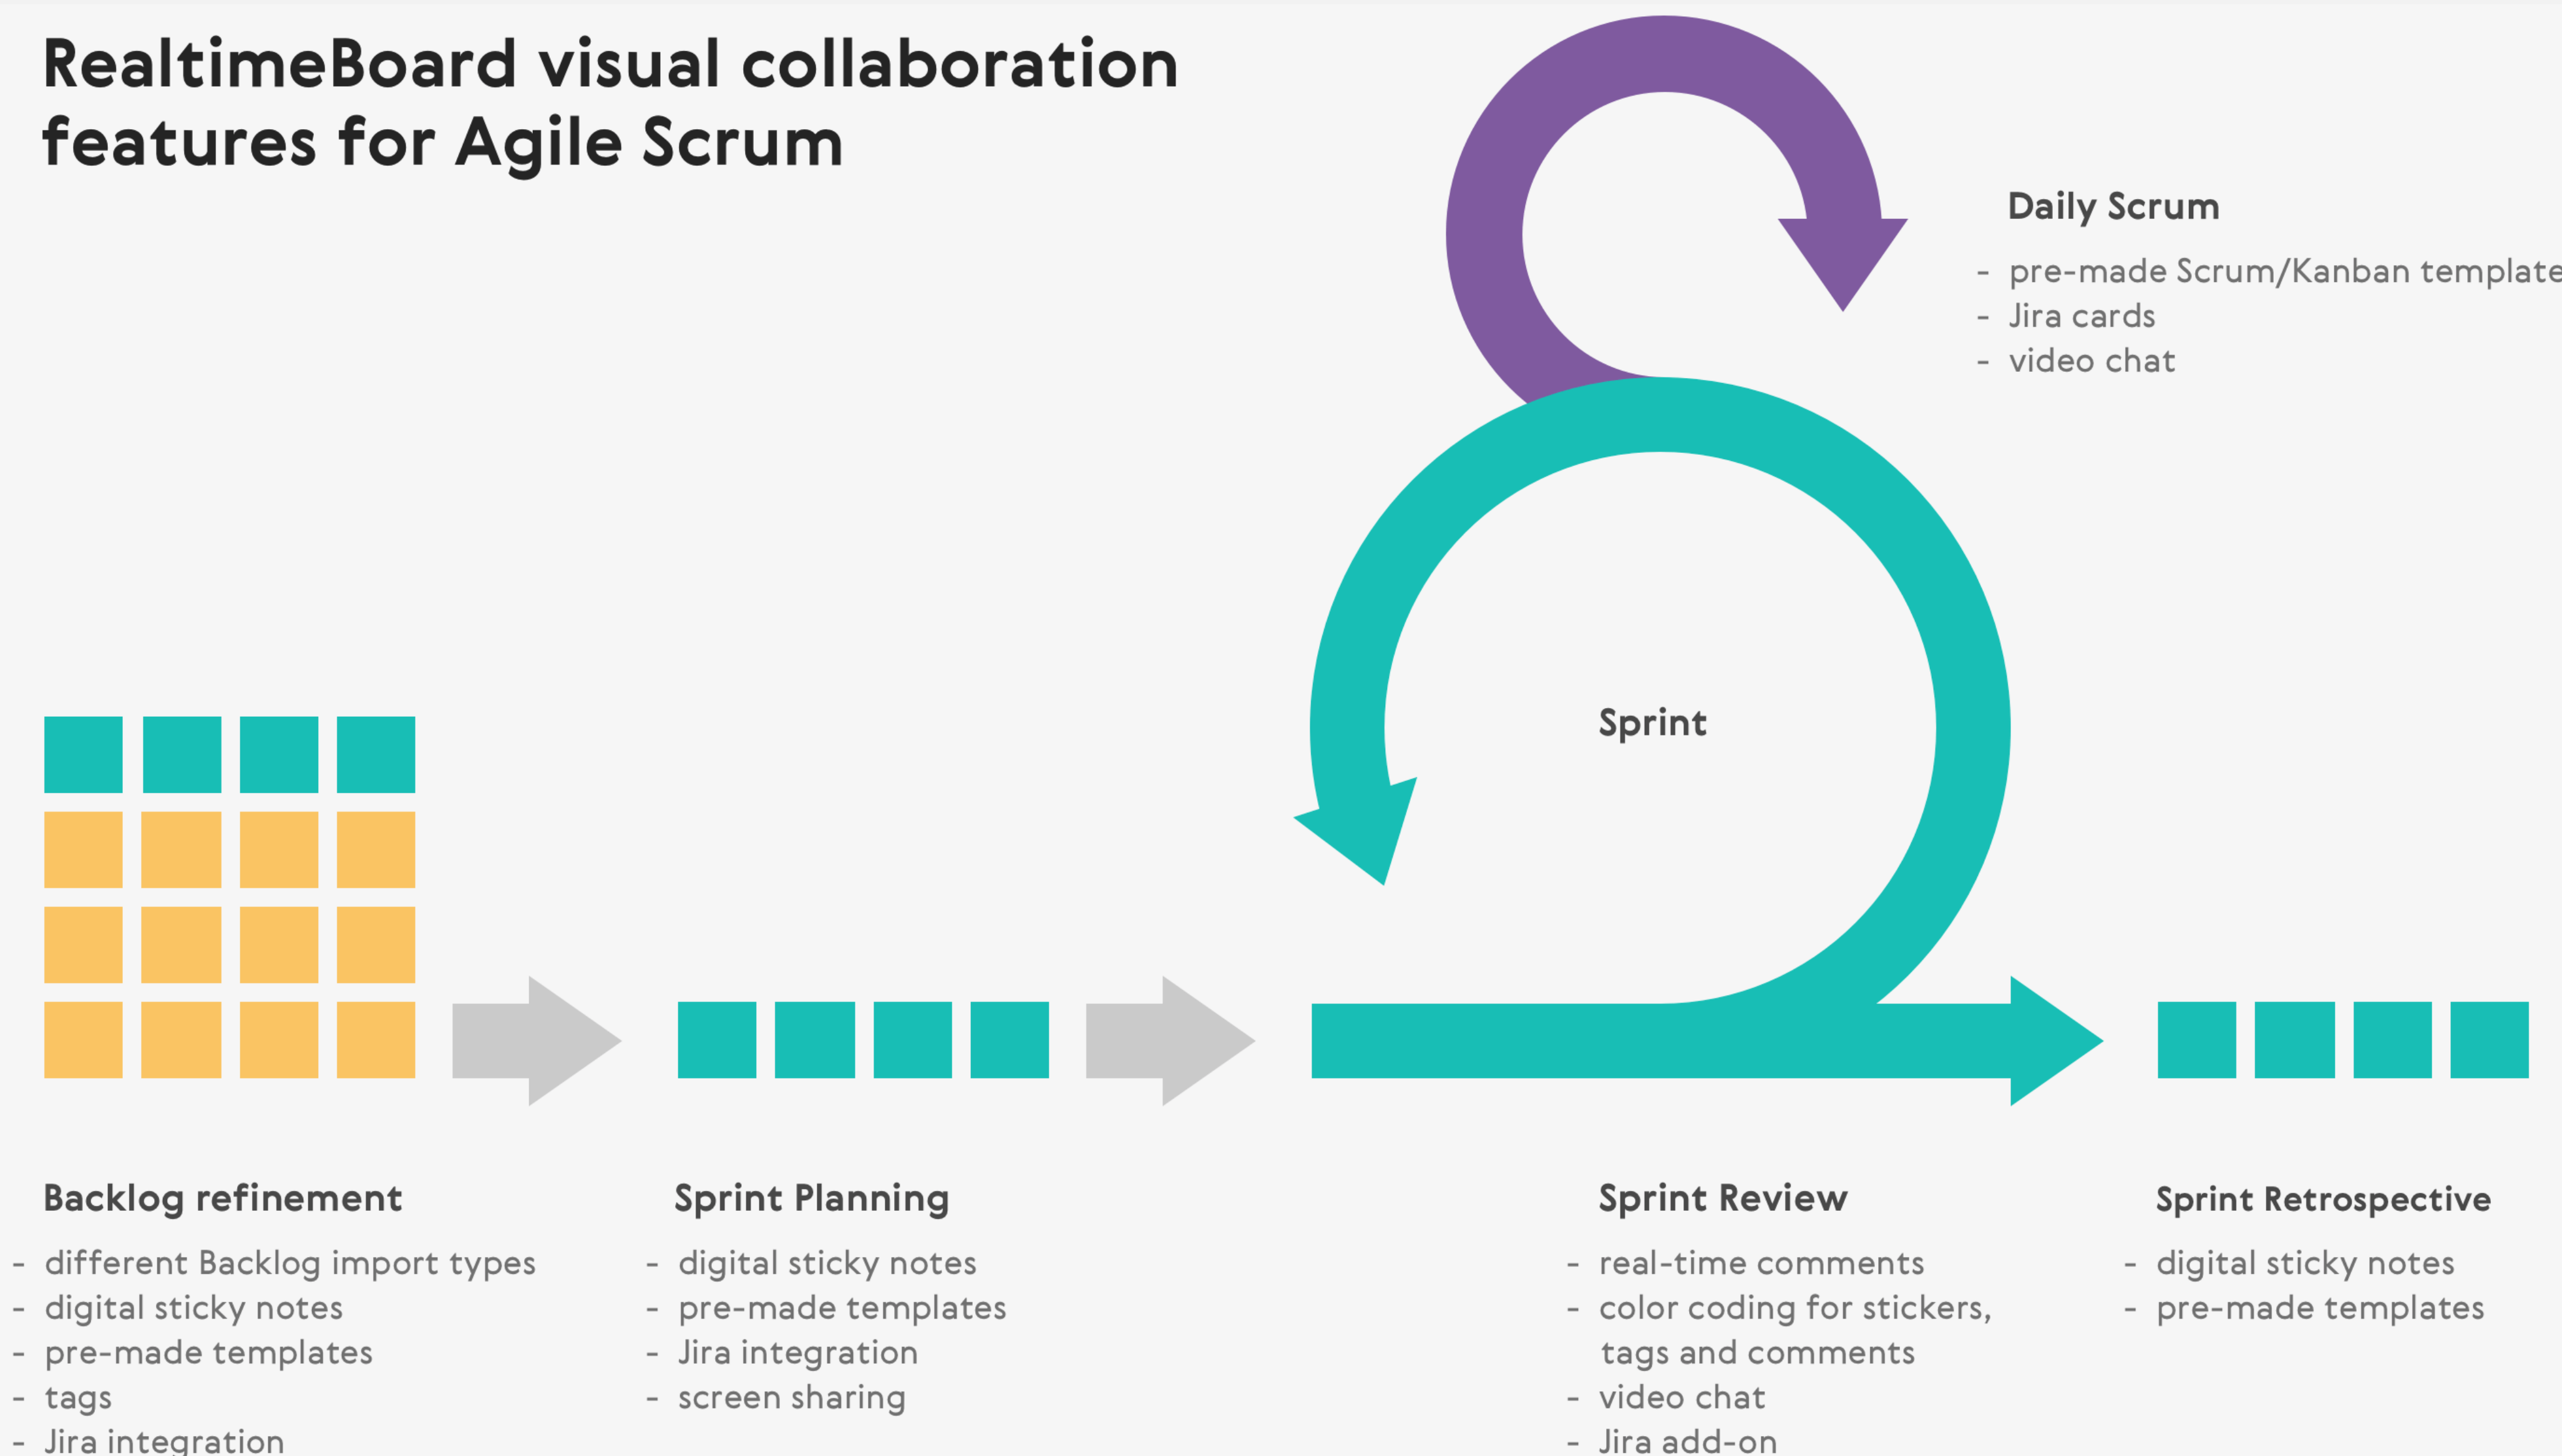 RealtimeBoard visual collaboration
features for Agile Scrum
Daily Scrum
- pre-made Scrum/Kanban template
- Jira cards
- video chat
Sprint
Backlog refinement
- different Backlog import types
- digital sticky notes
- pre-made templates
- tags
- Jira integration
Sprint Planning
- digital sticky notes
- pre-made templates
- Jira integration
- screen sharing
Sprint Review
- real-time comments
- color coding for stickers,
tags and comments
- video chat
- Jira add-on
Sprint Retrospective
- digital sticky notes
- pre-made templates